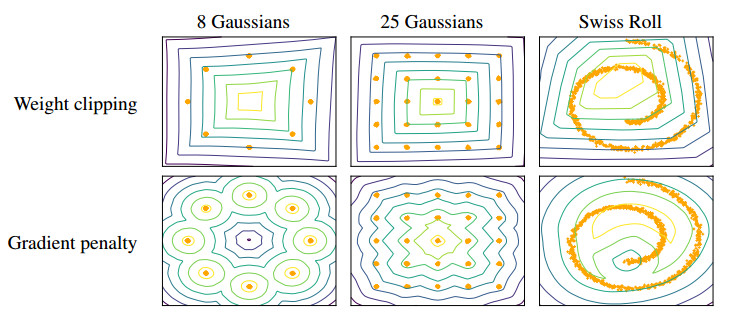 8 Gaussians
25 Gaussians
Swiss Roll
Weight clipping
Gradient penalty